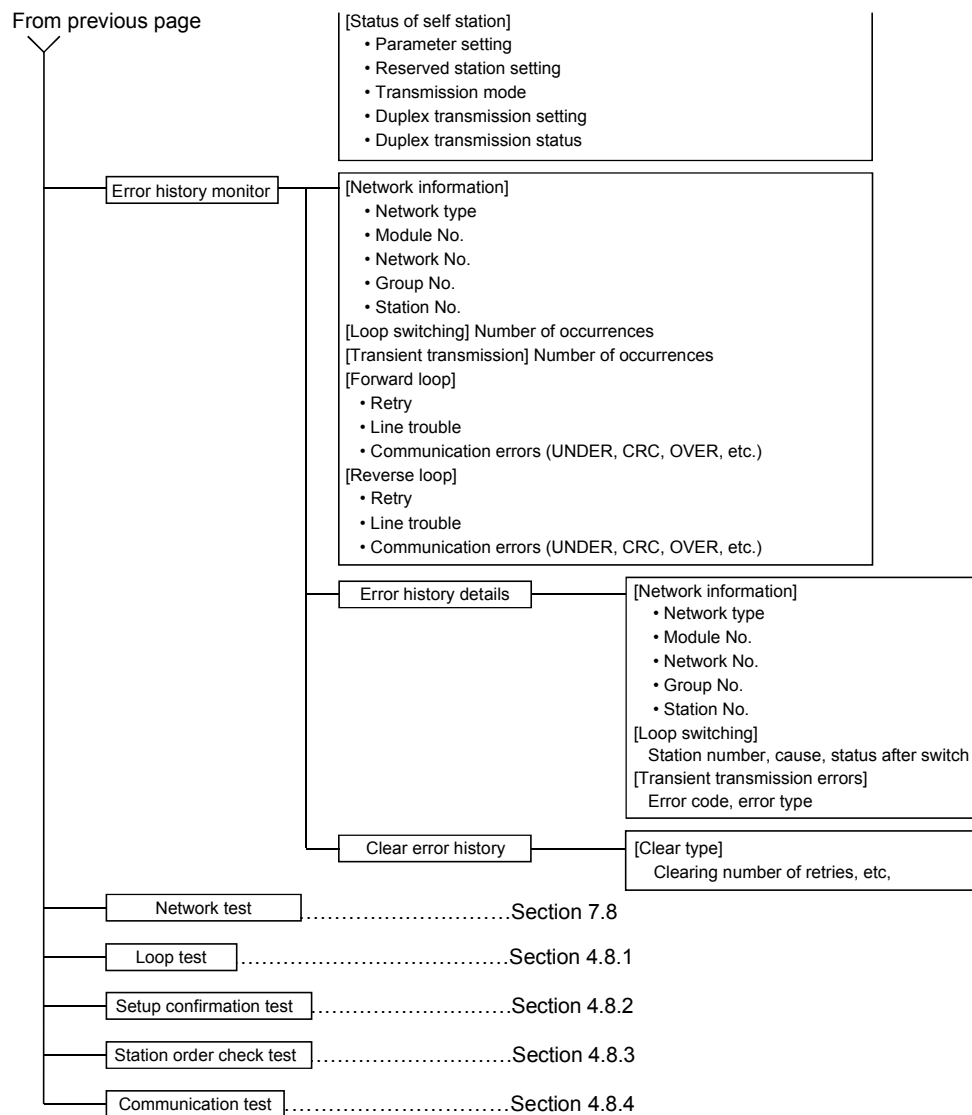 From previous page
[Status of self station]
• Parameter setting
• Reserved station setting
• Transmission mode
• Duplex transmission setting
• Duplex transmission status
Error history monitor
[Network information]
• Network type
• Module No.
• Network No.
• Group No.
• Station No.
[Loop switching] Number of occurrences
[Transient transmission] Number of occurrences
[Forward loop]
• Retry
• Line trouble
• Communication errors (UNDER, CRC, OVER, etc.)
[Reverse loop]
• Retry
• Line trouble
• Communication errors (UNDER, CRC, OVER, etc.)
Error history details
[Network information]
• Network type
• Module No.
• Network No.
• Group No.
• Station No.
[Loop switching]
Station number, cause, status after switch
[Transient transmission errors]
Error code, error type
Clear error history
[Clear type]
Clearing number of retries, etc,
Network test ..............................Section 7.8
Loop test .......................................Section 4.8.1
Setup confirmation test .............................Section 4.8.2
Station order check test .............................Section 4.8.3
Communication test .................................Section 4.8.4